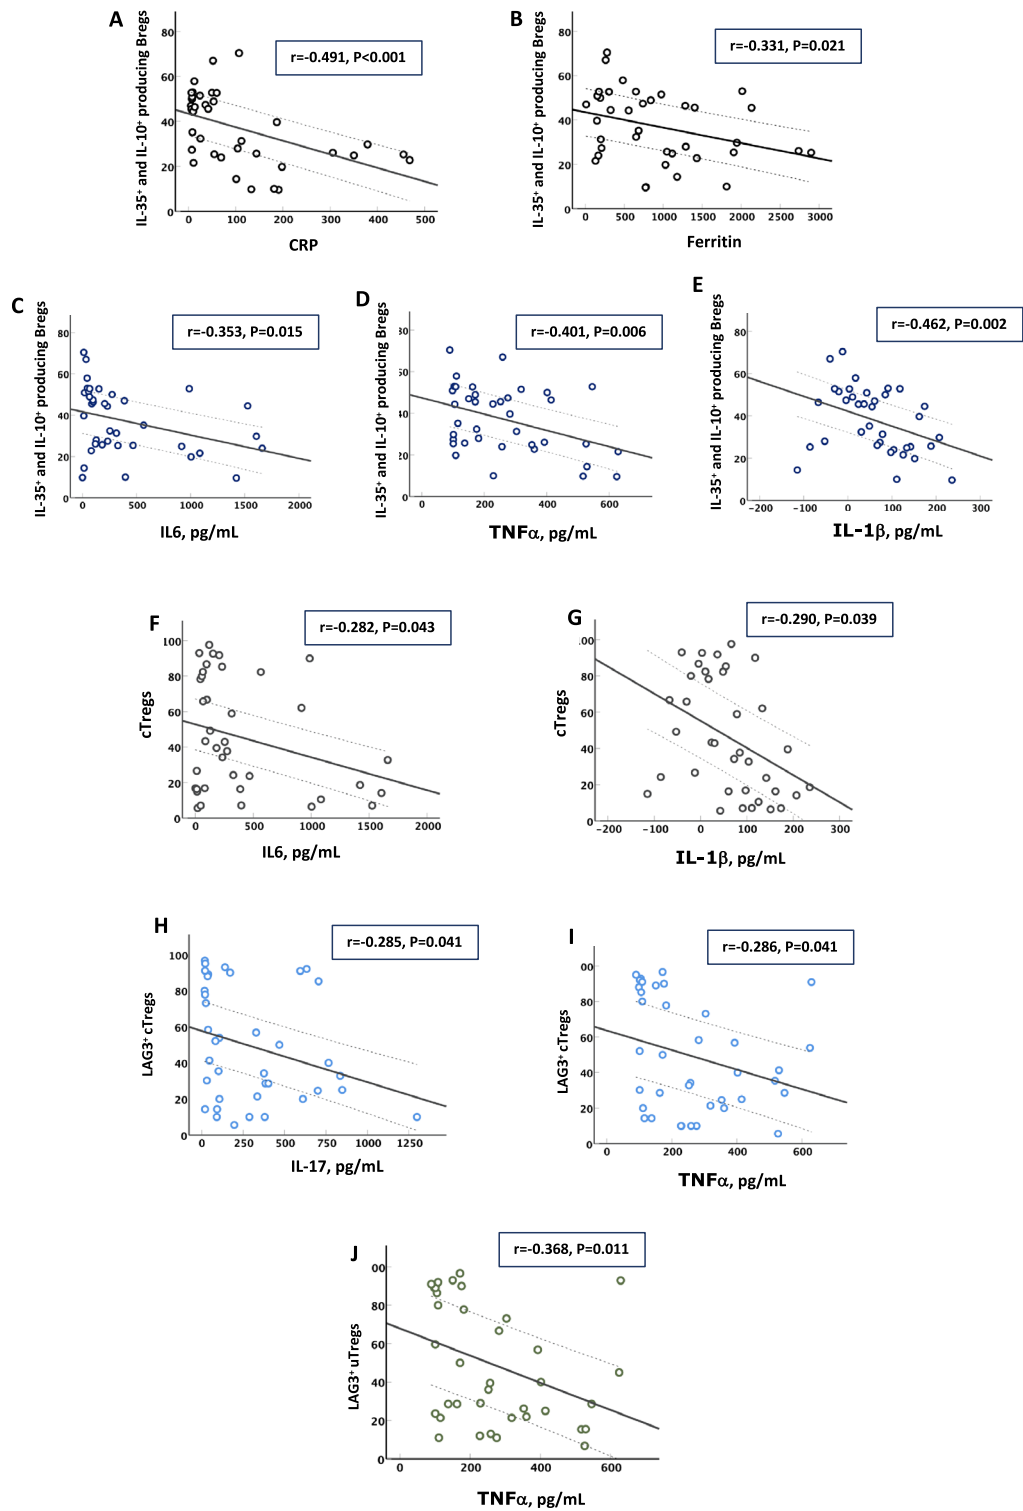 A
IL-35⁺ and IL-10⁺ producing Bregs
r=-0.491, P<0.001
80
60
40
20
0
0 100 200 300 400 500
CRP
B
IL-35⁺ and IL-10⁺ producing Bregs
r=-0.331, P=0.021
80
60
40
20
0
0 500 1000 1500 2000 2500 3000
Ferritin
C
IL-35⁺ and IL-10⁺ producing Bregs
r=-0.353, P=0.015
80
60
40
20
0
0 500 1000 1500 2000
IL6, pg/mL
D
IL-35⁺ and IL-10⁺ producing Bregs
r=-0.401, P=0.006
80
60
40
20
0
0 200 400 600
TNFα, pg/mL
E
IL-35⁺ and IL-10⁺ producing Bregs
r=-0.462, P=0.002
80
60
40
20
0
−200 −100 0 100 200 300
IL-1β, pg/mL
F
cTregs
r=-0.282, P=0.043
100
80
60
40
20
0
0 500 1000 1500 2000
IL6, pg/mL
G
cTregs
r=-0.290, P=0.039
00
80
60
40
20
0
−200 −100 0 100 200 300
IL-1β, pg/mL
H
LAG3⁺ cTregs
r=-0.285, P=0.041
100
80
60
40
20
0
0 250 500 750 1000 1250
IL-17, pg/mL
I
LAG3⁺ cTregs
r=-0.286, P=0.041
00
80
60
40
20
0
0 200 400 600
TNFα, pg/mL
J
LAG3⁺ uTregs
r=-0.368, P=0.011
00
80
60
40
20
0
0 200 400 600
TNFα, pg/mL